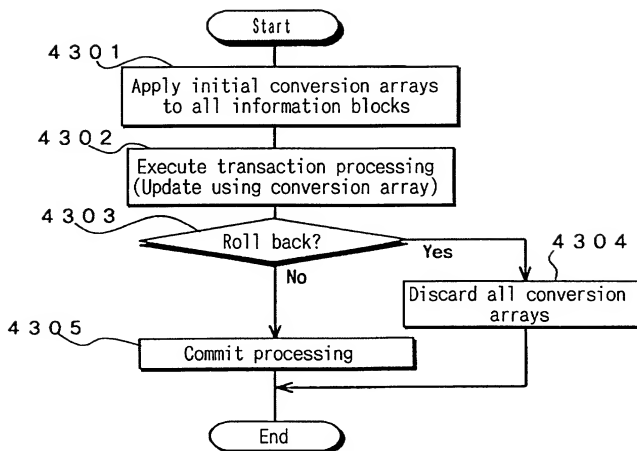 Start
4301
Apply initial conversion arrays
to all information blocks
4302
Execute transaction processing
(Update using conversion array)
4303
Roll back?
Yes
No
4304
Discard all conversion
arrays
4305
Commit processing
End